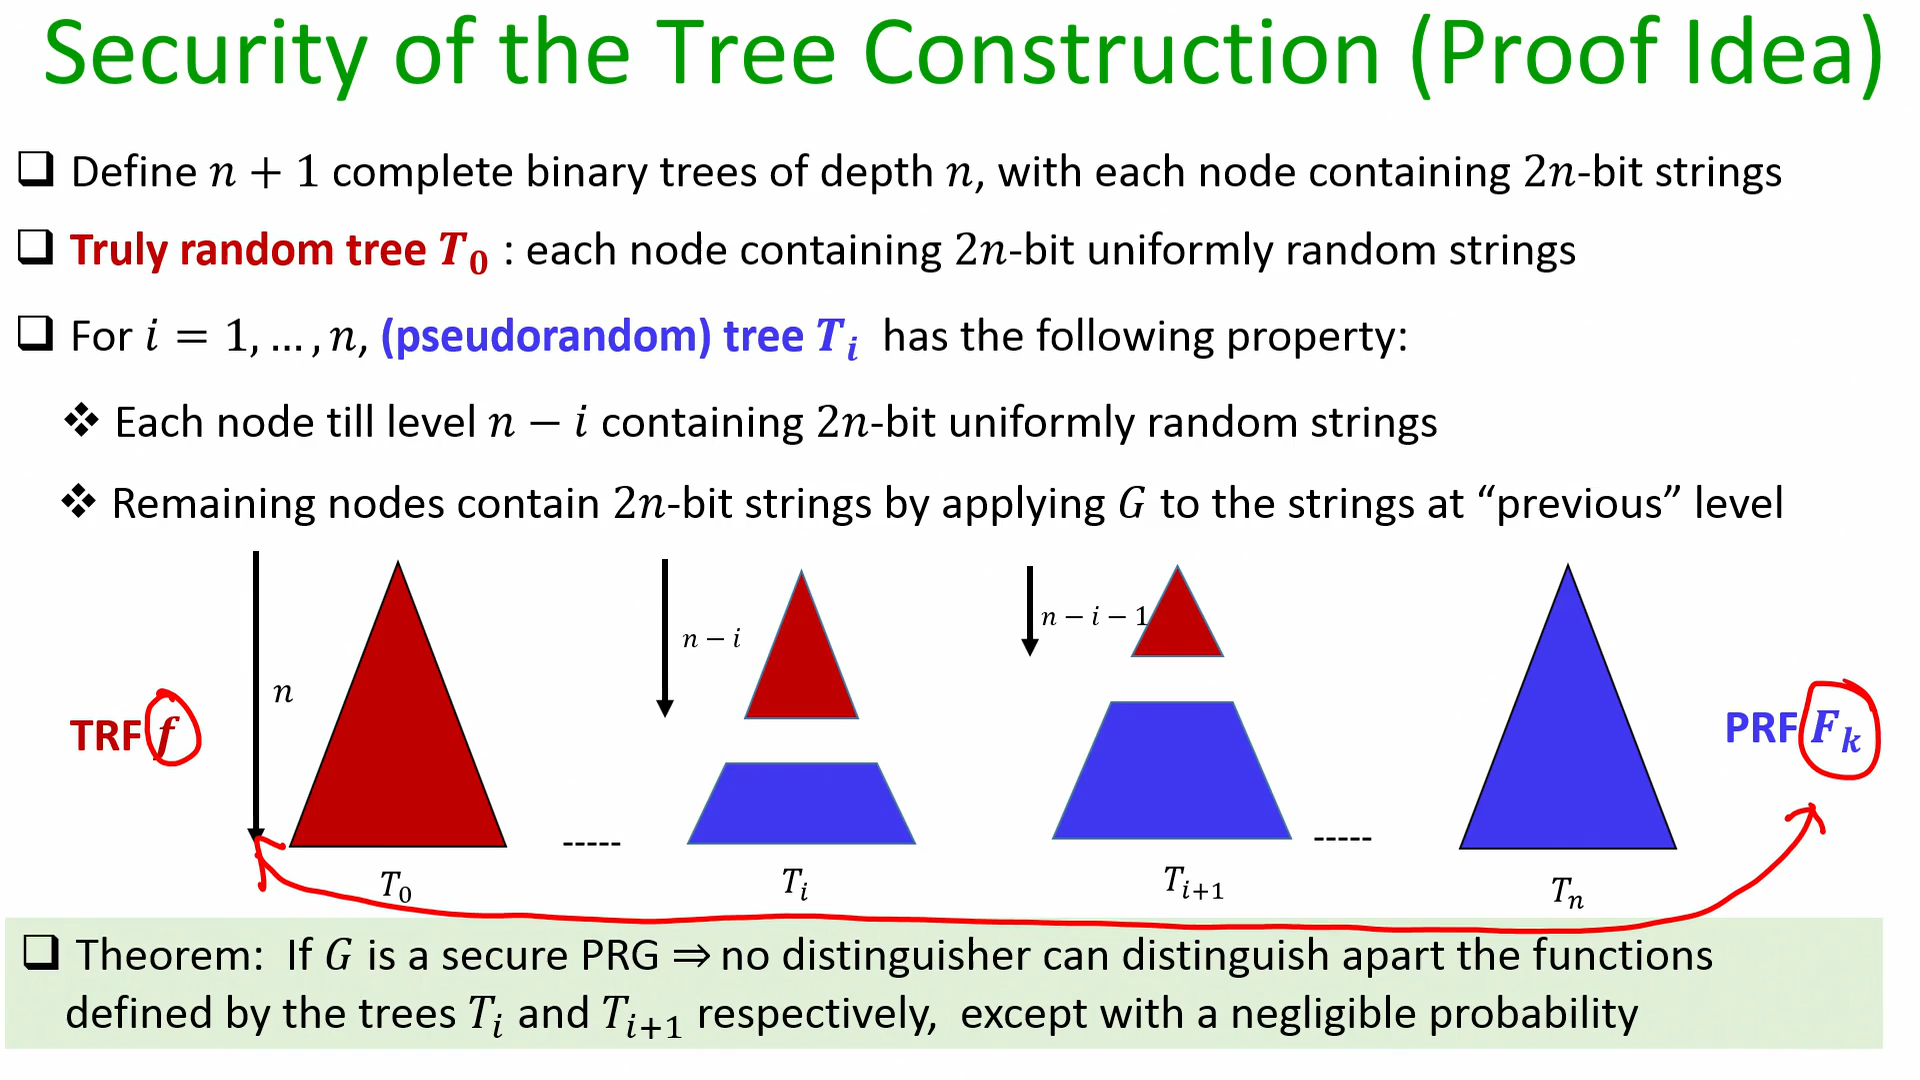 Security of the Tree Construction (Proof Idea)
❑ Define n + 1 complete binary trees of depth n, with each node containing 2n-bit strings
❑ Truly random tree T₀ : each node containing 2n-bit uniformly random strings
❑ For i = 1, … , n, (pseudorandom) tree Tᵢ has the following property:
❖ Each node till level n − i containing 2n-bit uniformly random strings
❖ Remaining nodes contain 2n-bit strings by applying G to the strings at “previous” level
n − i
n − i − 1
n
TRF f
PRF Fₖ
-----
-----
T₀
Tᵢ
Tᵢ₊₁
Tₙ
❑ Theorem: If G is a secure PRG ⇒ no distinguisher can distinguish apart the functions
defined by the trees Tᵢ and Tᵢ₊₁ respectively, except with a negligible probability